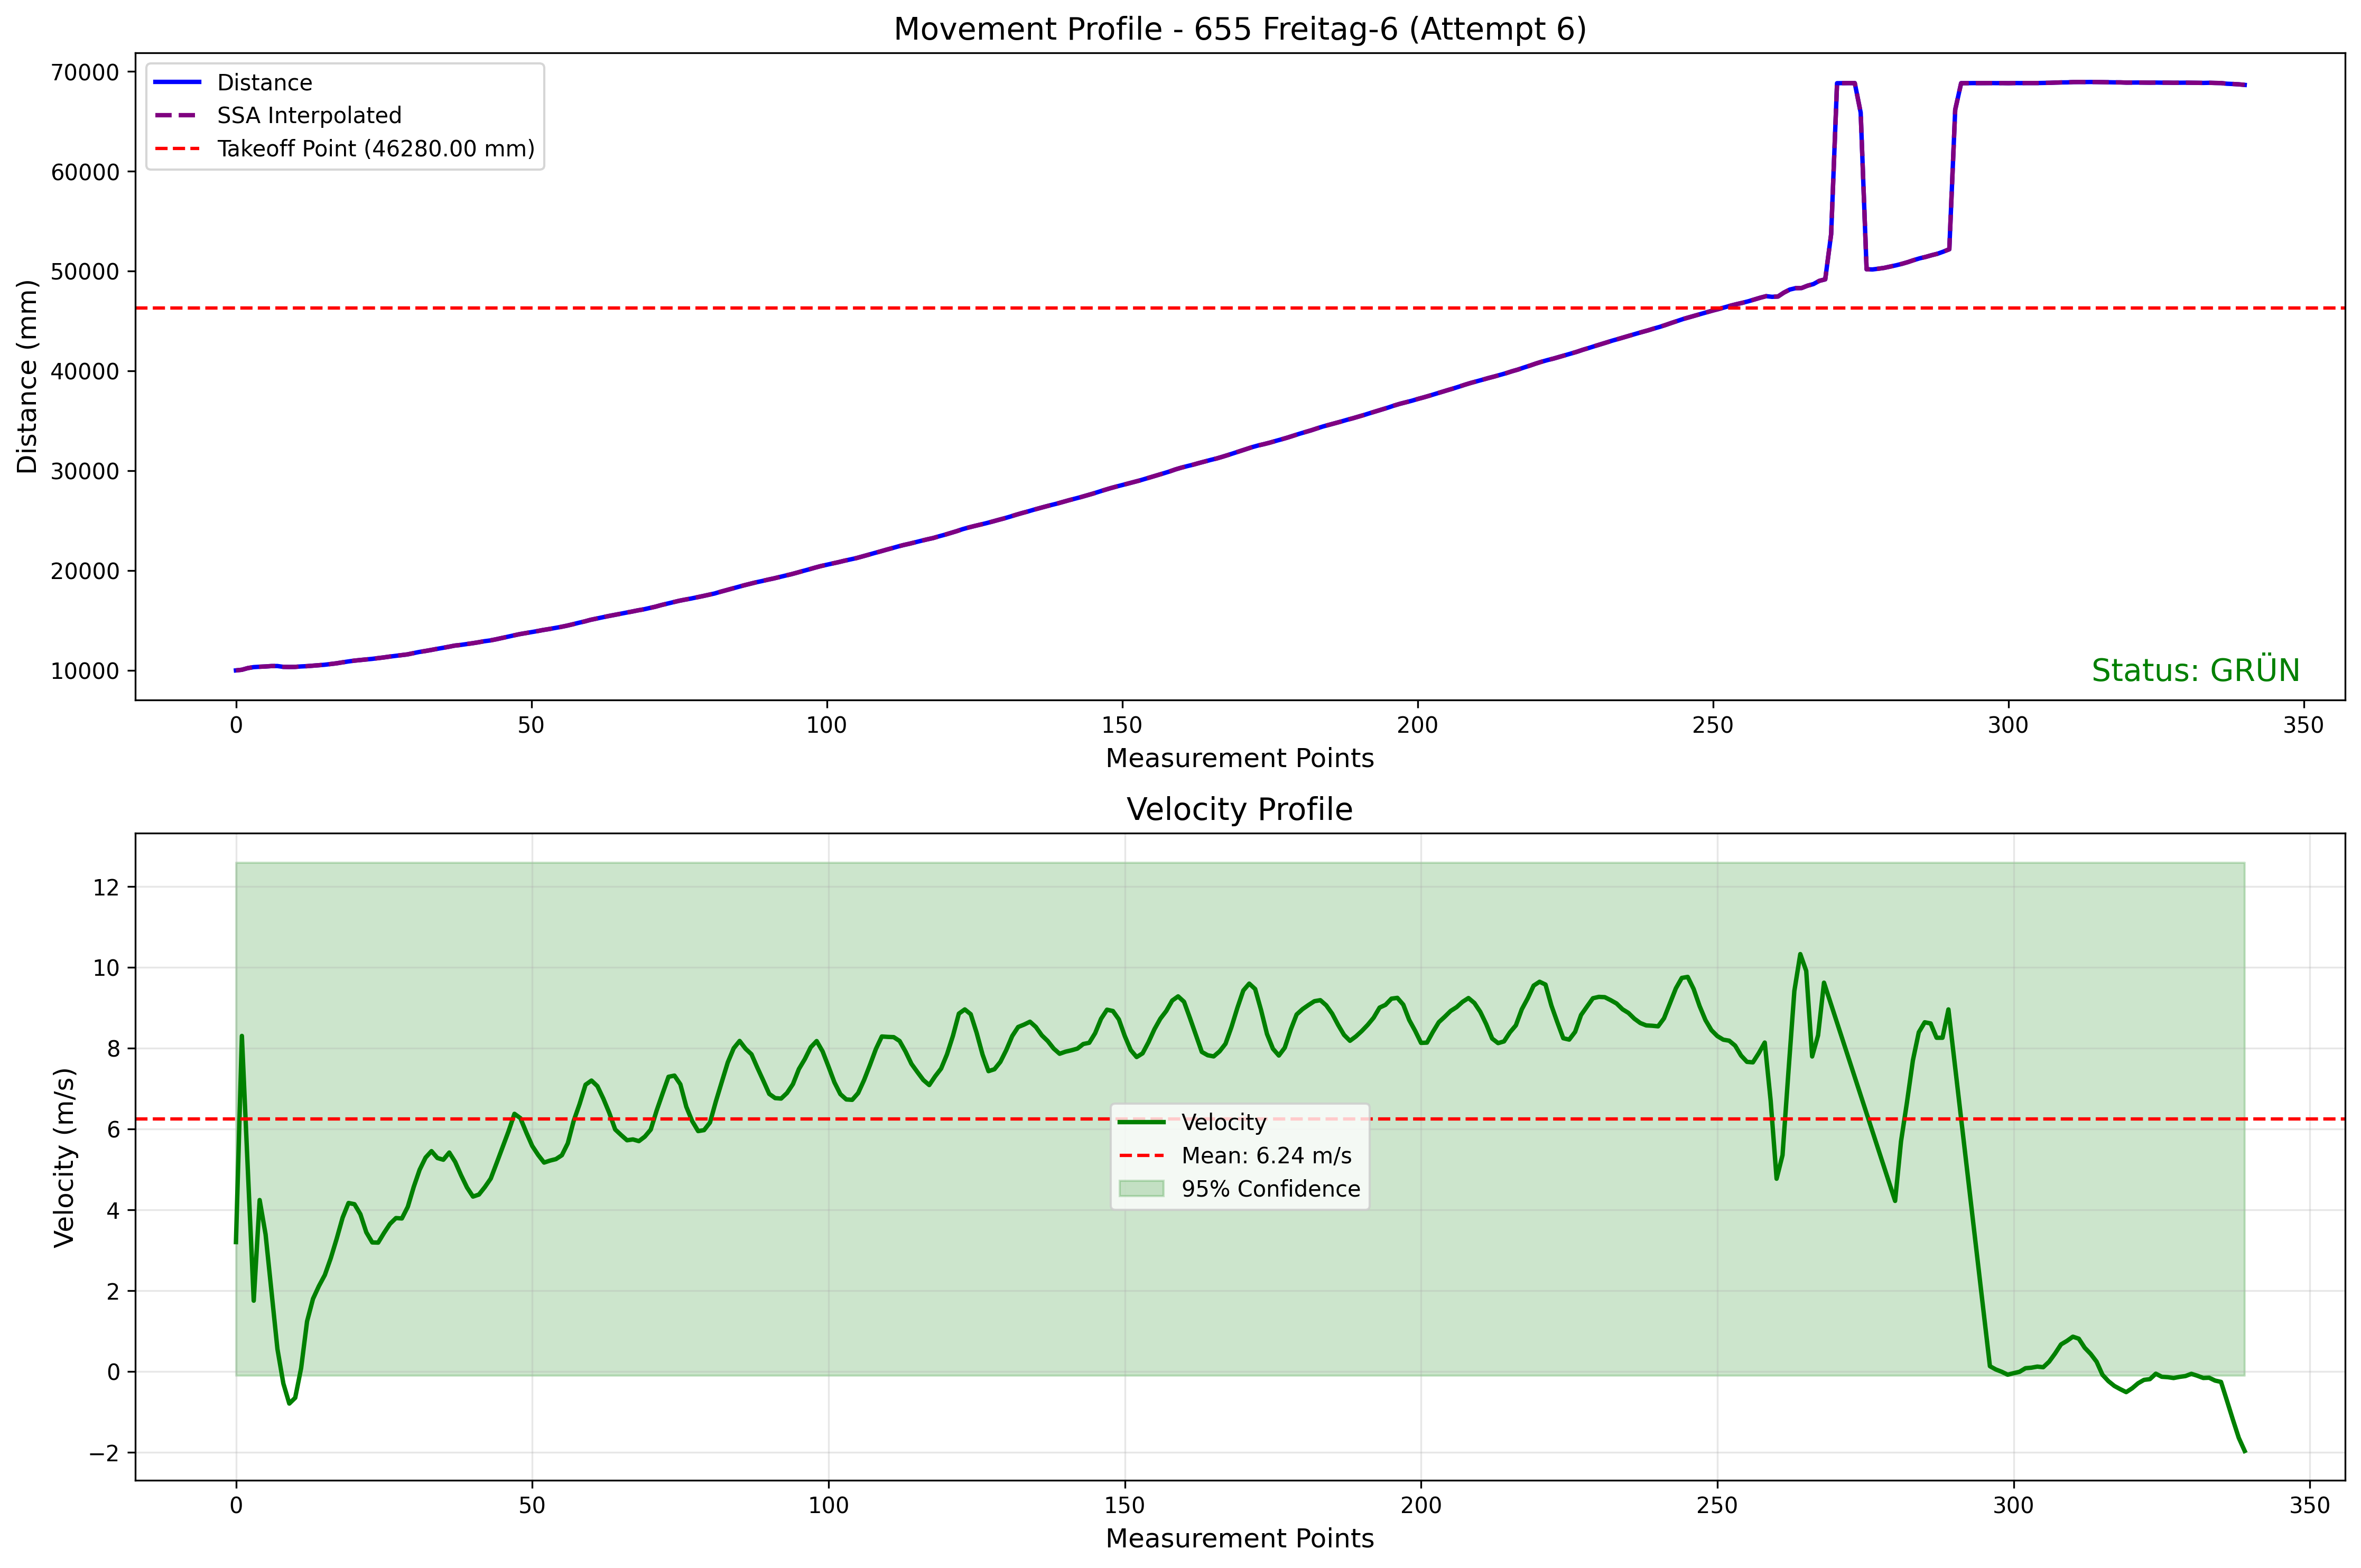 Movement Profile - 655 Freitag-6 (Attempt 6)
Distance (mm)
70000
60000
50000
40000
30000
20000
10000
Distance
SSA Interpolated
Takeoff Point (46280.00 mm)
Status: GRÜN
0 50 100 150 200 250 300 350
Measurement Points
Velocity Profile
Velocity (m/s)
12
10
8
6
4
2
0
−2
Velocity
Mean: 6.24 m/s
95% Confidence
0 50 100 150 200 250 300 350
Measurement Points